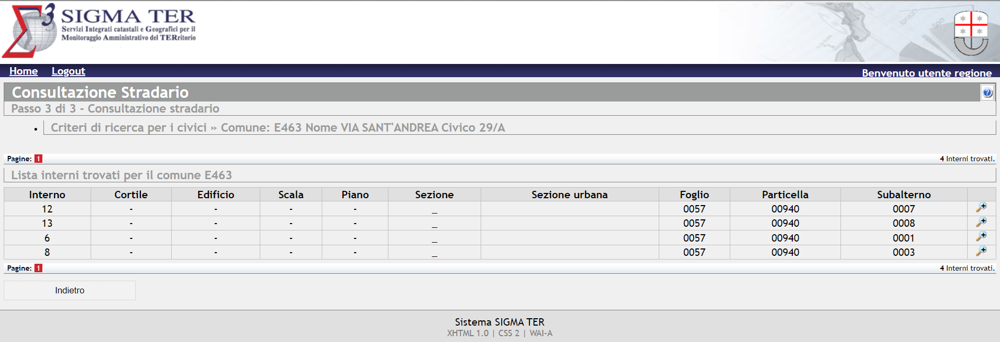 SIGMA TER
Servizi Integrati catastali e Geografici per il
Monitoraggio Amministrativo del TERritorio
Home Logout Benvenuto utente regione
Consultazione Stradario
Passo 3 di 3 - Consultazione stradario
Criteri di ricerca per i civici » Comune: E463 Nome VIA SANT'ANDREA Civico 29/A
Pagine: 1 4 Interni trovati.
Lista interni trovati per il comune E463
Interno Cortile Edificio Scala Piano Sezione Sezione urbana Foglio Particella Subalterno
12 - - - - _ 0057 00940 0007
13 - - - - _ 0057 00940 0008
6 - - - - _ 0057 00940 0001
8 - - - - _ 0057 00940 0003
Pagine: 1 4 Interni trovati.
Indietro
Sistema SIGMA TER
XHTML 1.0 | CSS 2 | WAI-A